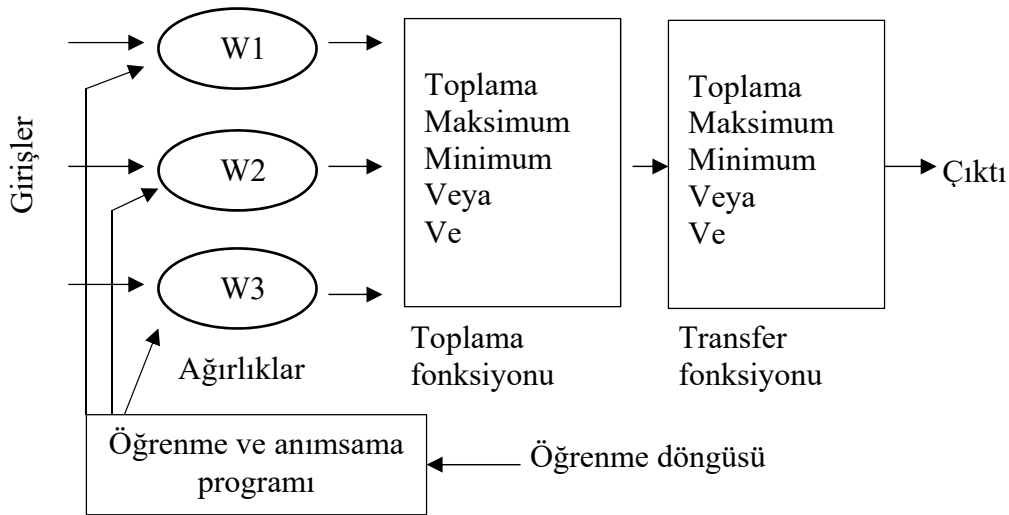 Girişler
W1
W2
W3
Ağırlıklar
Toplama
Maksimum
Minimum
Veya
Ve
Toplama
fonksiyonu
Toplama
Maksimum
Minimum
Veya
Ve
Transfer
fonksiyonu
Çıktı
Öğrenme ve anımsama
programı
Öğrenme döngüsü